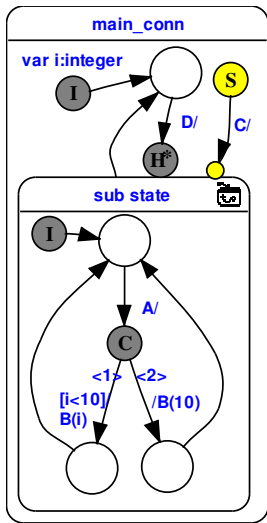 main_conn
var i:integer
I
S
D/
C/
H*
sub state
I
A/
C
<1> <2>
[i<10]/ /B(10)
B(i)